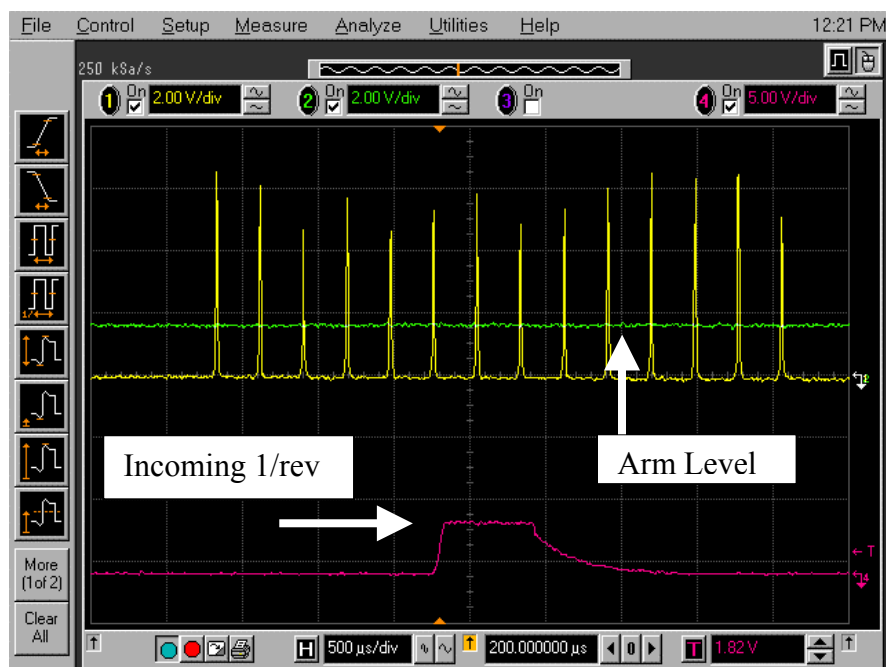 File Control Setup Measure Analyze Utilities Help 12:21 PM
250 kSa/s
1 On 2.00 V/div 2 On 2.00 V/div 3 On 4 On 5.00 V/div
Arm Level
Incoming 1/rev
T
More
(1 of 2)
Clear
All
H 500 µs/div 200.000000 µs 0 T 1.82 V